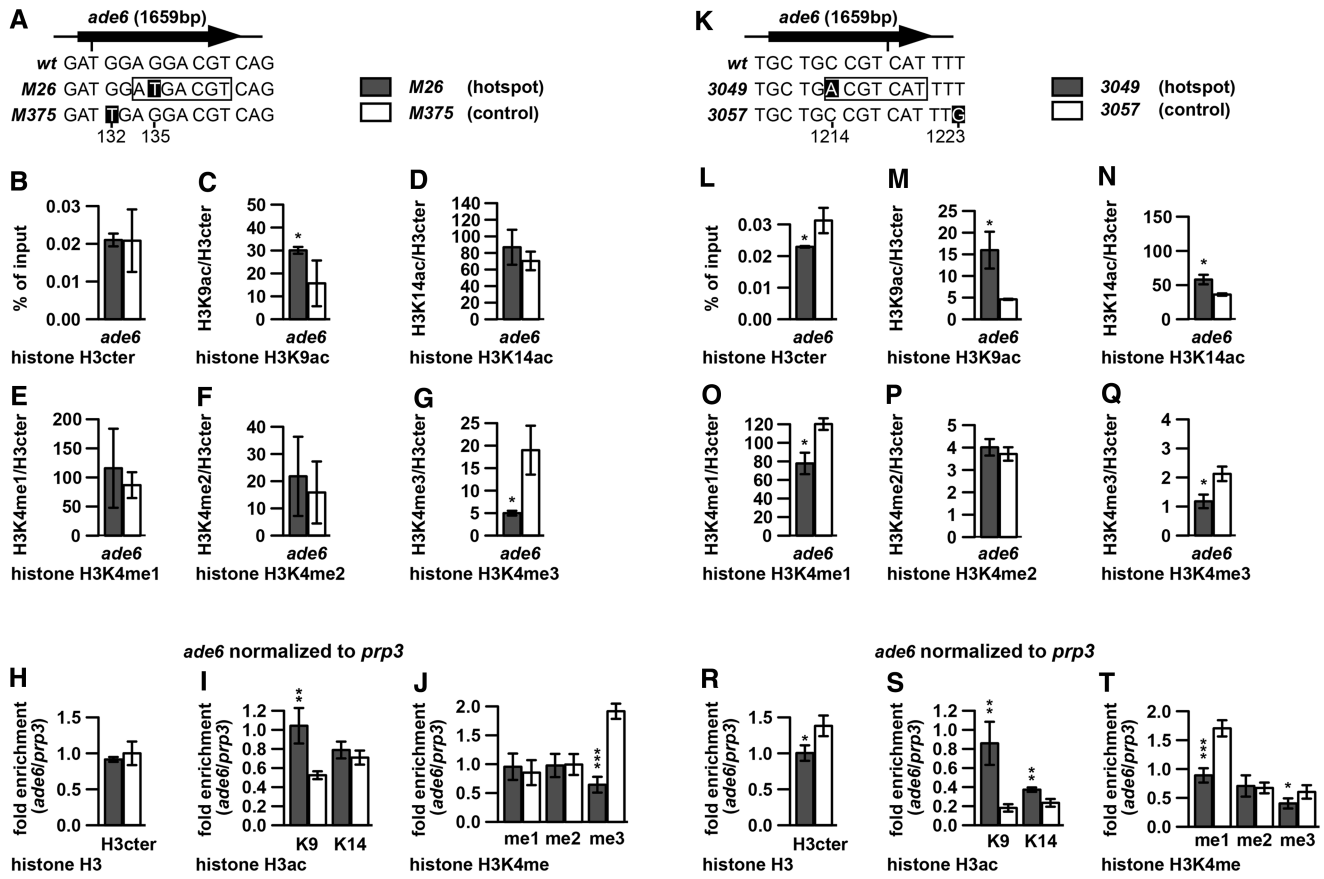 A
ade6 (1659bp)
wt GAT GGA GGA CGT CAG
M26 GAT GGA TGA CGT CAG
M375 GAT TGA GGA CGT CAG
132 135
M26 (hotspot)
M375 (control)
K
ade6 (1659bp)
wt TGC TGC CGT CAT TTT
3049 TGC TGA CGT CAT TTT
3057 TGC TGC CGT CAT TTG
1214 1223
3049 (hotspot)
3057 (control)
B
% of input
0.03
0.02
0.01
0.00
ade6
histone H3cter
C
H3K9ac/H3cter
50
40
30
20
10
0
*
ade6
histone H3K9ac
D
H3K14ac/H3cter
140
120
100
80
60
40
20
0
ade6
histone H3K14ac
L
% of input
0.03
0.02
0.01
0.00
*
ade6
histone H3cter
M
H3K9ac/H3cter
25
20
15
10
5
0
*
ade6
histone H3K9ac
N
H3K14ac/H3cter
150
100
50
0
*
ade6
histone H3K14ac
E
H3K4me1/H3cter
200
150
100
50
0
ade6
histone H3K4me1
F
H3K4me2/H3cter
40
30
20
10
0
ade6
histone H3K4me2
G
H3K4me3/H3cter
25
20
15
10
5
0
*
ade6
histone H3K4me3
O
H3K4me1/H3cter
120
100
80
60
40
20
0
*
ade6
histone H3K4me1
P
H3K4me2/H3cter
5
4
3
2
1
0
ade6
histone H3K4me2
Q
H3K4me3/H3cter
4
3
2
1
0
*
ade6
histone H3K4me3
ade6 normalized to prp3
H
fold enrichment
(ade6/prp3)
1.5
1.0
0.5
0.0
H3cter
histone H3
I
fold enrichment
(ade6/prp3)
1.2
1.0
0.8
0.6
0.4
0.2
0.0
**
K9 K14
histone H3ac
J
fold enrichment
(ade6/prp3)
2.0
1.5
1.0
0.5
0.0
***
me1 me2 me3
histone H3K4me
ade6 normalized to prp3
R
fold enrichment
(ade6/prp3)
1.5
1.0
0.5
0.0
*
H3cter
histone H3
S
fold enrichment
(ade6/prp3)
1.2
1.0
0.8
0.6
0.4
0.2
0.0
**
**
K9 K14
histone H3ac
T
fold enrichment
(ade6/prp3)
2.0
1.5
1.0
0.5
0.0
***
*
me1 me2 me3
histone H3K4me